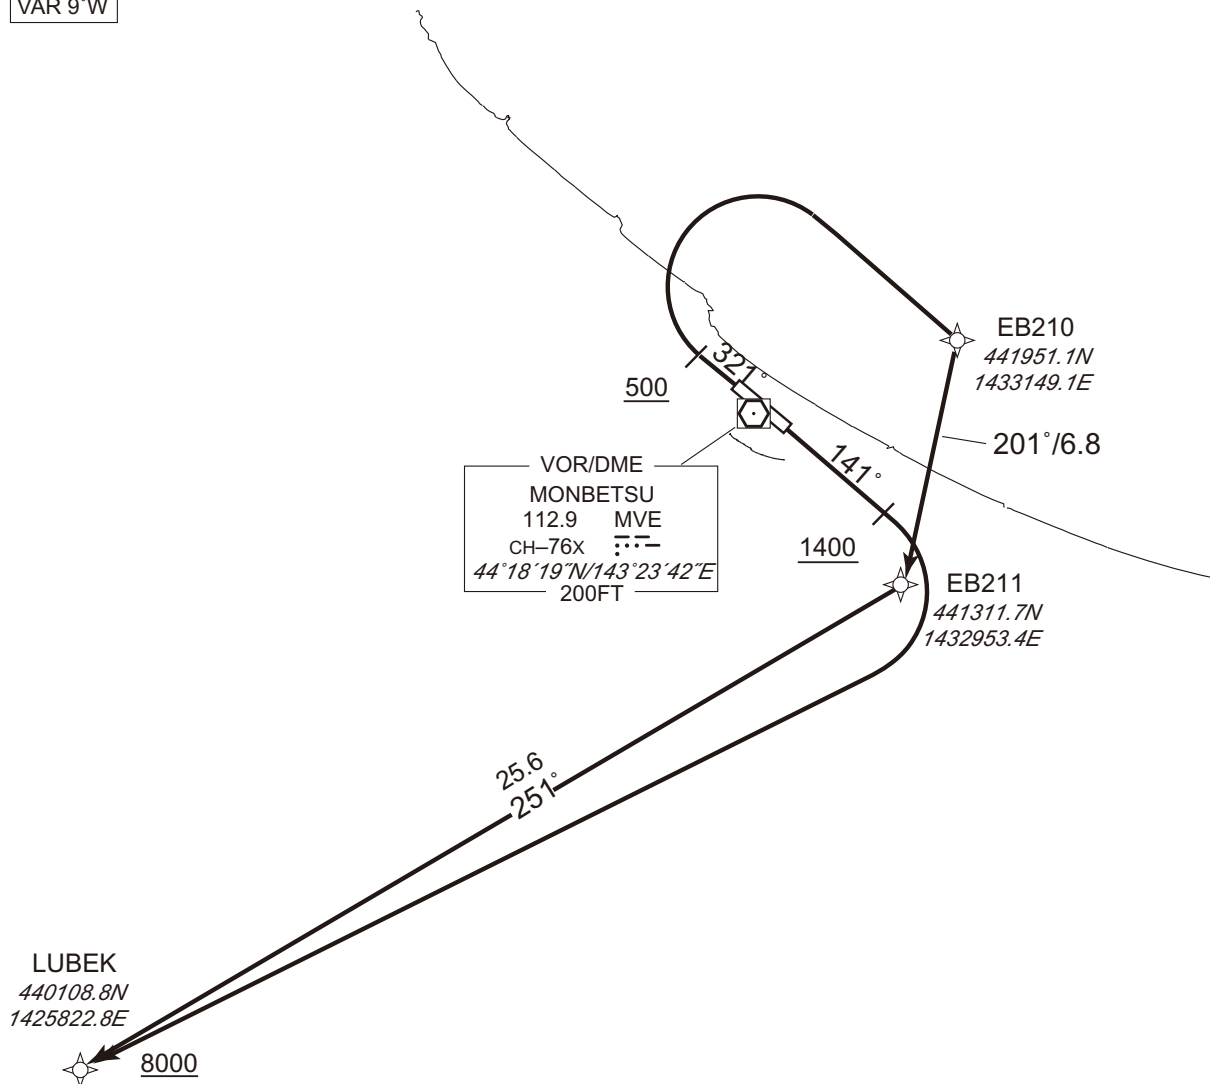 VAR 9°W
EB210
441951.1N
1433149.1E
321°
500
201°/6.8
141°
VOR/DME
MONBETSU
112.9 MVE
CH–76X
44°18´19˝N/143°23´42˝E
200FT
1400
EB211
441311.7N
1432953.4E
25.6
251°
LUBEK
440108.8N
1425822.8E
8000